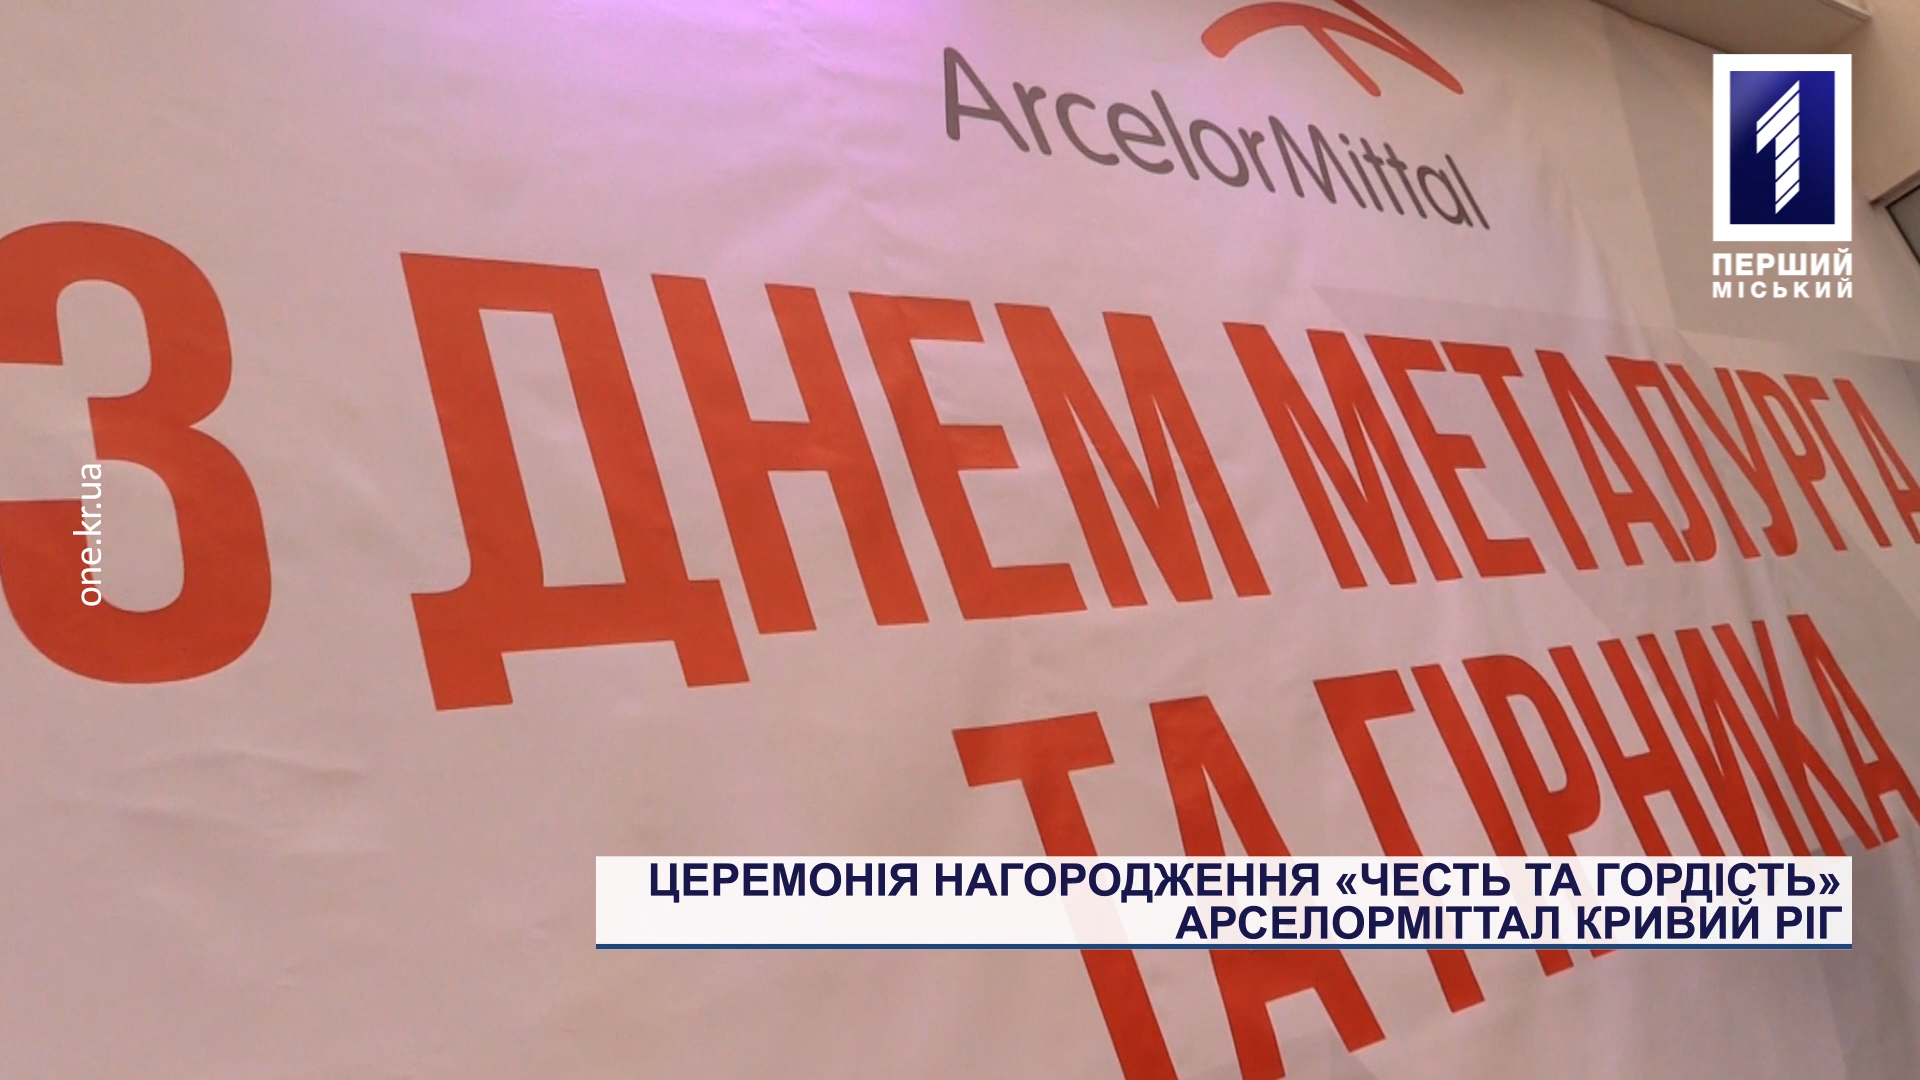 ArcelorMittal
ПЕРШИЙ
МІСЬКИЙ
З ДНЕМ МЕТАЛУРГА
ТА ГІРНИКА
one.kr.ua
ЦЕРЕМОНІЯ НАГОРОДЖЕННЯ «ЧЕСТЬ ТА ГОРДІСТЬ»
АРСЕЛОРМІТТАЛ КРИВИЙ РІГ